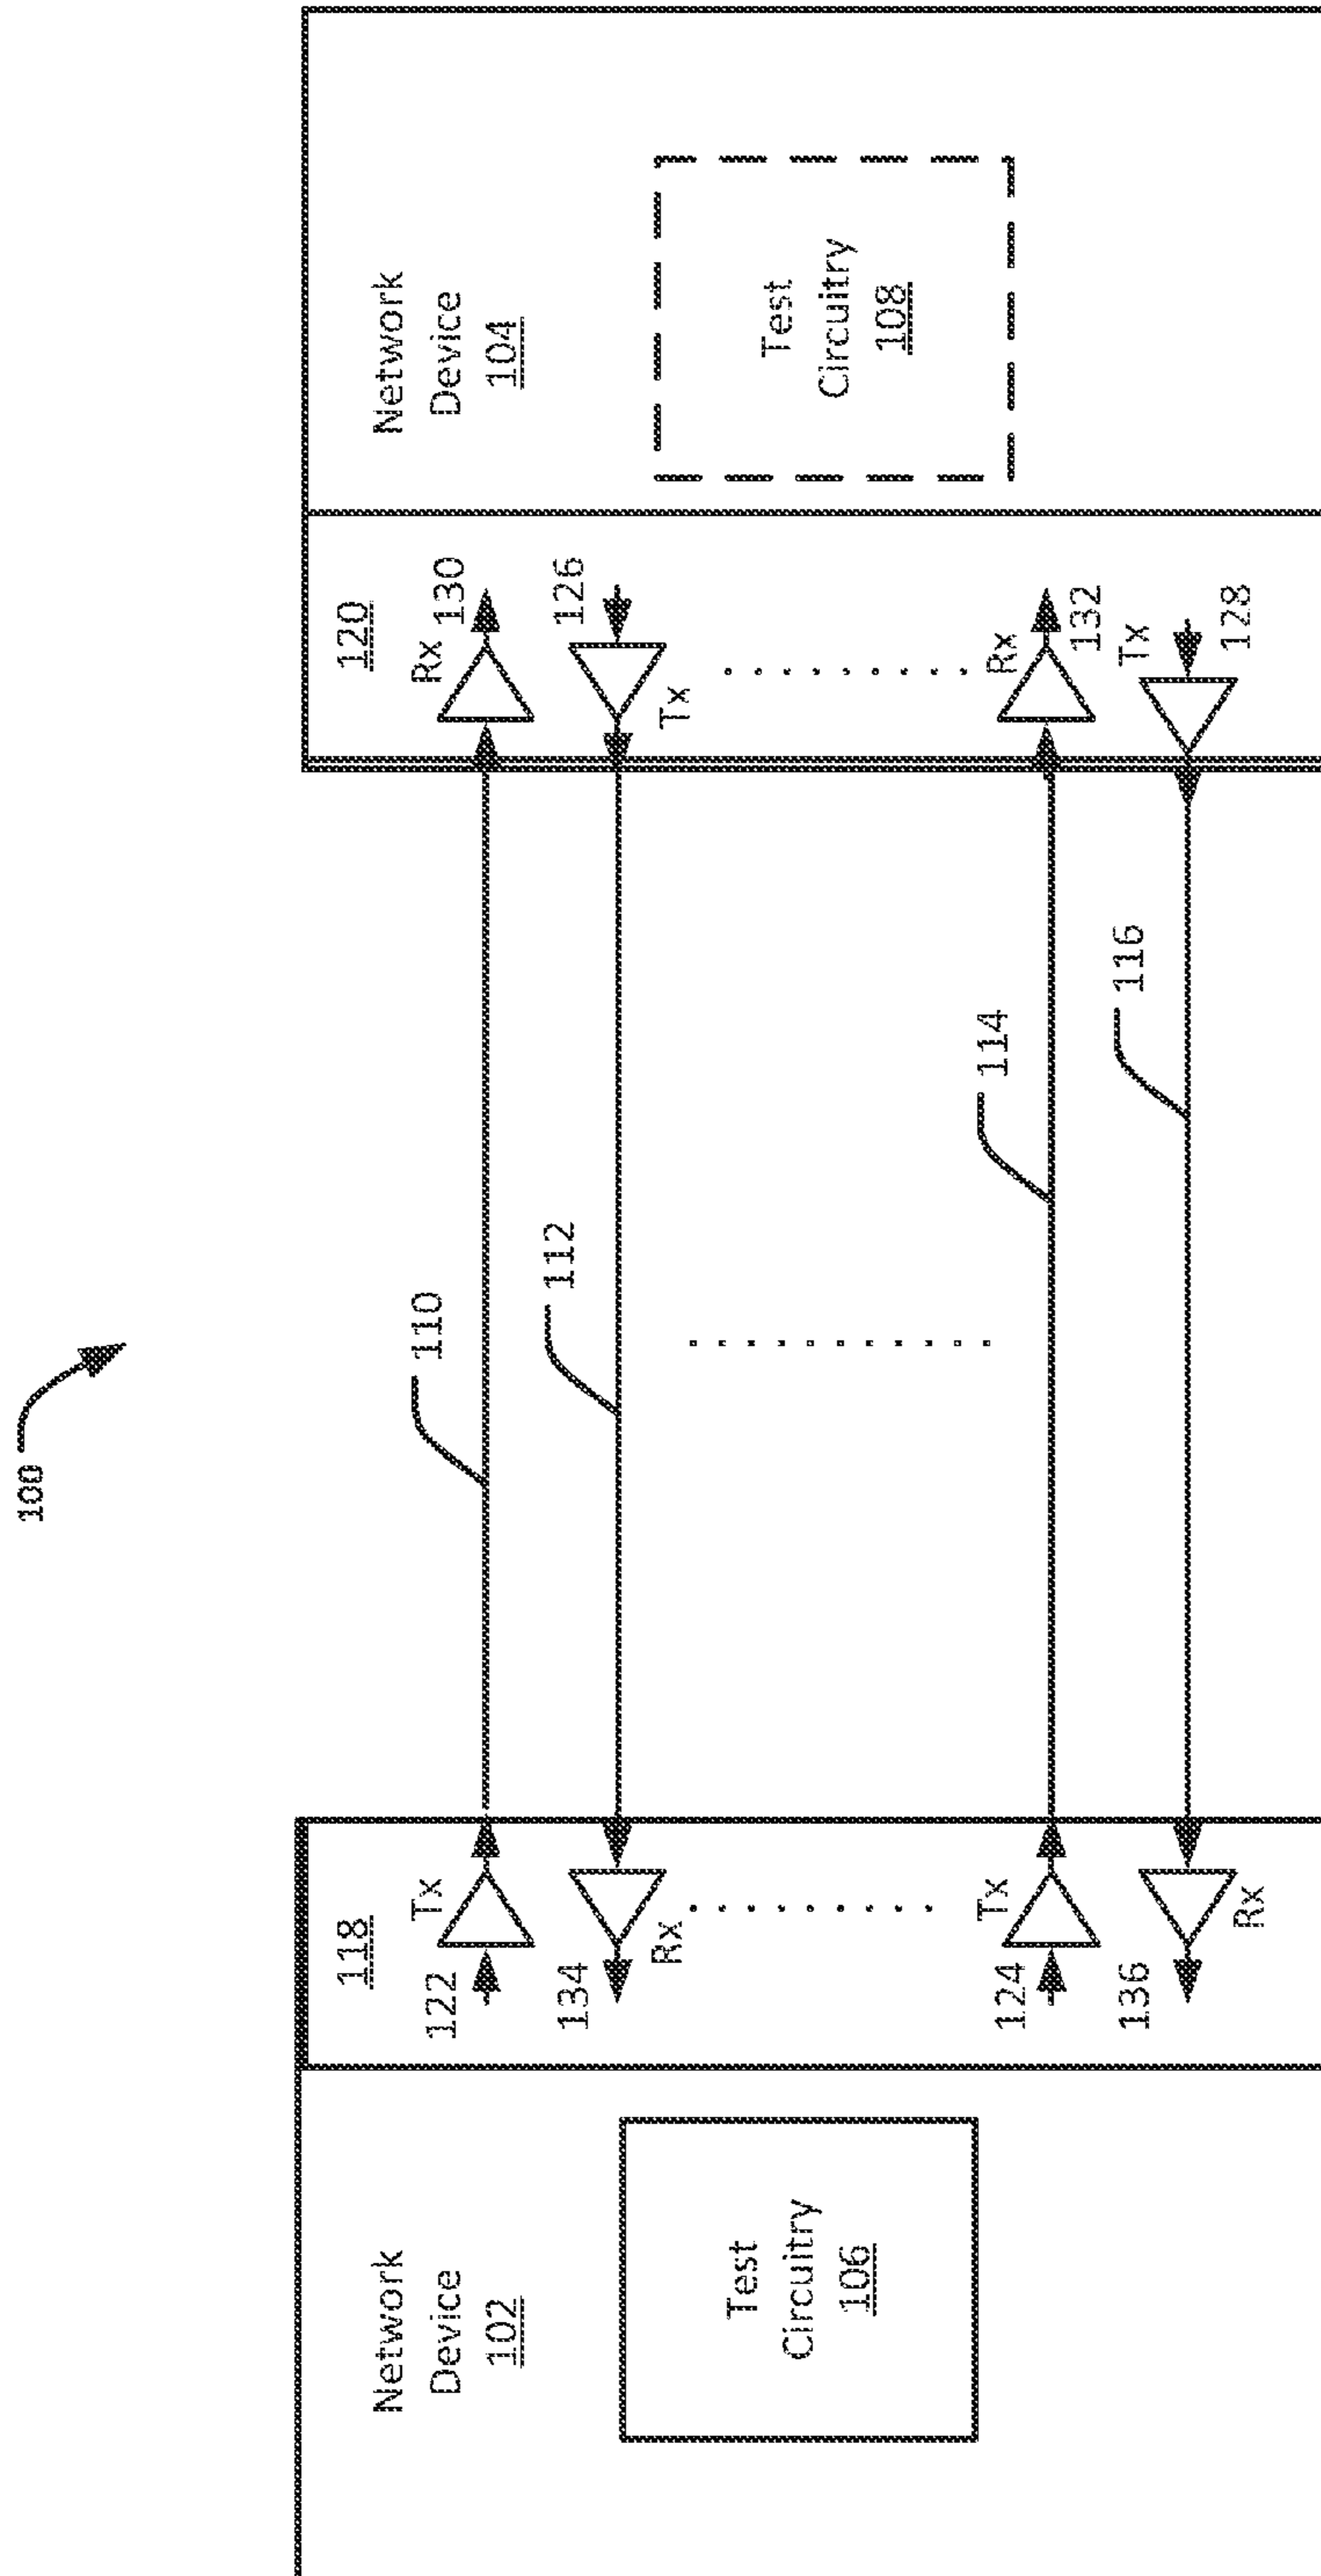 100
Network
Device
102
Test
Circuitry
106
118
122
Tx
134
Rx
124
Tx
136
Rx
110
112
114
116
120
Rx
130
126
Tx
Rx
132
Tx
128
Network
Device
104
Test
Circuitry
108